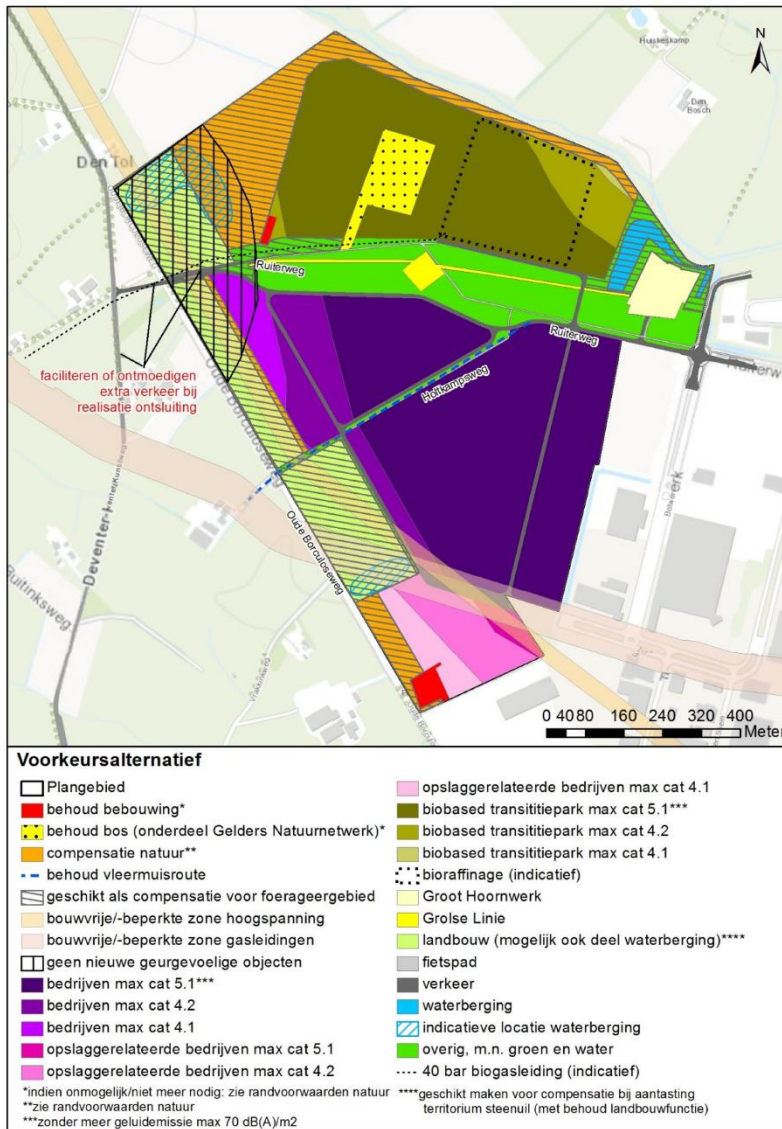 Huiskeskamp
N
Den Bosch
Den Tol
Ruiterweg
Ruiterweg
faciliteren of ontmoedigen
extra verkeer bij
realisatie ontsluiting
Holtkampsweg
Oude Borculoseweg
Oude Borculoseweg
Deventer
Kunstweg
Ruitinksweg
Vrakkinkweg
0 40 80 160 240 320 400
Meter
Voorkeursalternatief
Plangebied
behoud bebouwing*
behoud bos (onderdeel Gelders Natuurnetwerk)*
compensatie natuur**
behoud vleermuisroute
geschikt als compensatie voor foerageergebied
bouwvrije/-beperkte zone hoogspanning
bouwvrije/-beperkte zone gasleidingen
geen nieuwe geurgevoelige objecten
bedrijven max cat 5.1***
bedrijven max cat 4.2
bedrijven max cat 4.1
opslaggerelateerde bedrijven max cat 5.1
opslaggerelateerde bedrijven max cat 4.2
opslaggerelateerde bedrijven max cat 4.1
biobased transititiepark max cat 5.1***
biobased transititiepark max cat 4.2
biobased transititiepark max cat 4.1
bioraffinage (indicatief)
Groot Hoornwerk
Grolse Linie
landbouw (mogelijk ook deel waterberging)****
fietspad
verkeer
waterberging
indicatieve locatie waterberging
overig, m.n. groen en water
40 bar biogasleiding (indicatief)
*indien onmogelijk/niet meer nodig: zie randvoorwaarden natuur
**zie randvoorwaarden natuur
***zonder meer geluidemissie max 70 dB(A)/m2
****geschikt maken voor compensatie bij aantasting
territorium steenuil (met behoud landbouwfunctie)